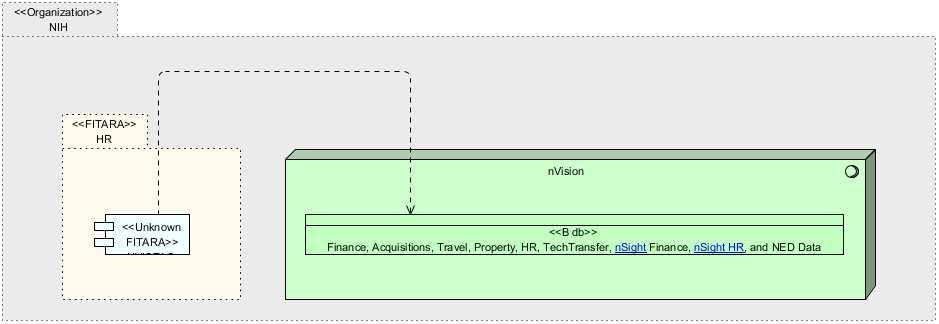 <<Organization>>
NIH
<<FITARA>>
HR
nVision
<<Unknown
FITARA>>
<<B db>>
Finance, Acquisitions, Travel, Property, HR, TechTransfer, nSight Finance, nSight HR, and NED Data